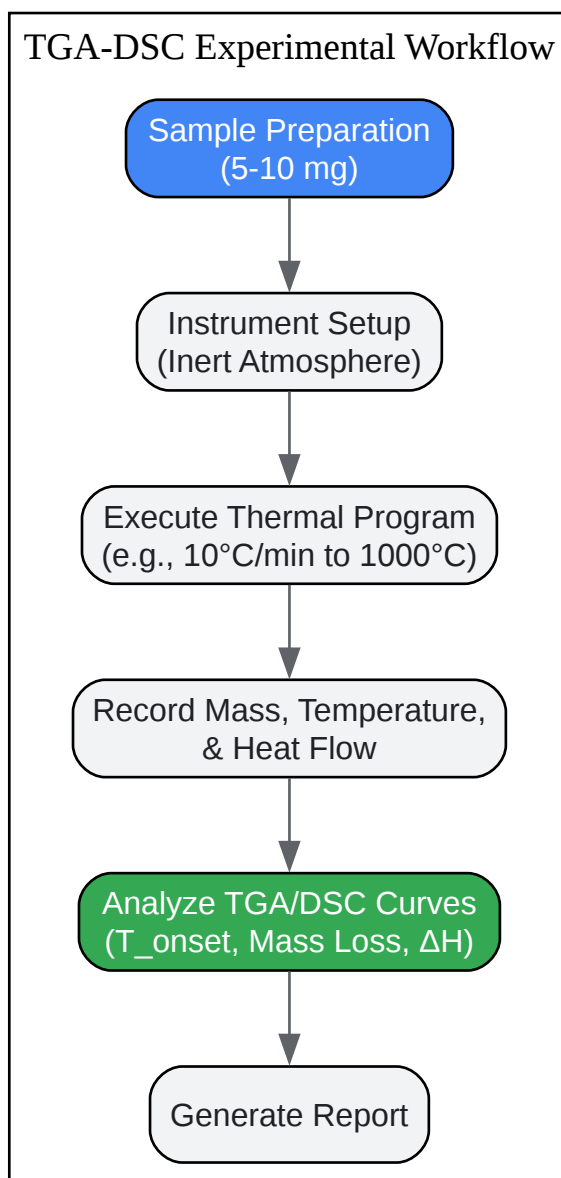 TGA-DSC Experimental Workflow
Sample Preparation
(5-10 mg)
Instrument Setup
(Inert Atmosphere)
Execute Thermal Program
(e.g., 10°C/min to 1000°C)
Record Mass, Temperature,
& Heat Flow
Analyze TGA/DSC Curves
(T_onset, Mass Loss, ΔH)
Generate Report